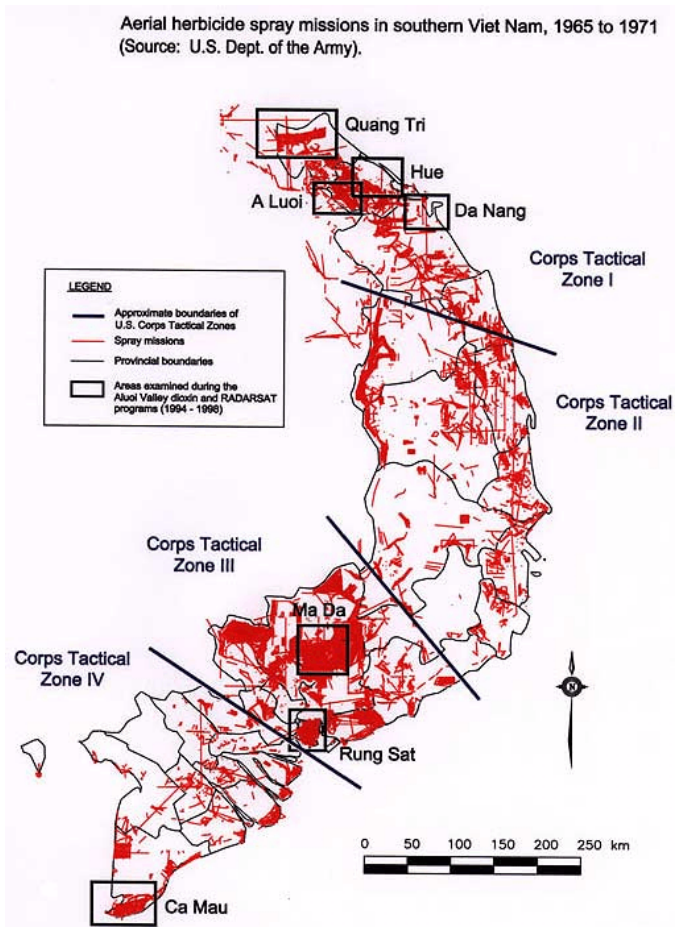 Aerial herbicide spray missions in southern Viet Nam, 1965 to 1971
(Source: U.S. Dept. of the Army).
Quang Tri
Hue
A Luoi
Da Nang
Corps Tactical
Zone I
LEGEND
Approximate boundaries of
U.S. Corps Tactical Zones
Spray missions
Provincial boundaries
Areas examined during the
Aluoi Valley dioxin and RADARSAT
programs (1994 - 1998)
Corps Tactical
Zone II
Corps Tactical
Zone III
Ma Da
Corps Tactical
Zone IV
N
Rung Sat
0 50 100 150 200 250 km
Ca Mau